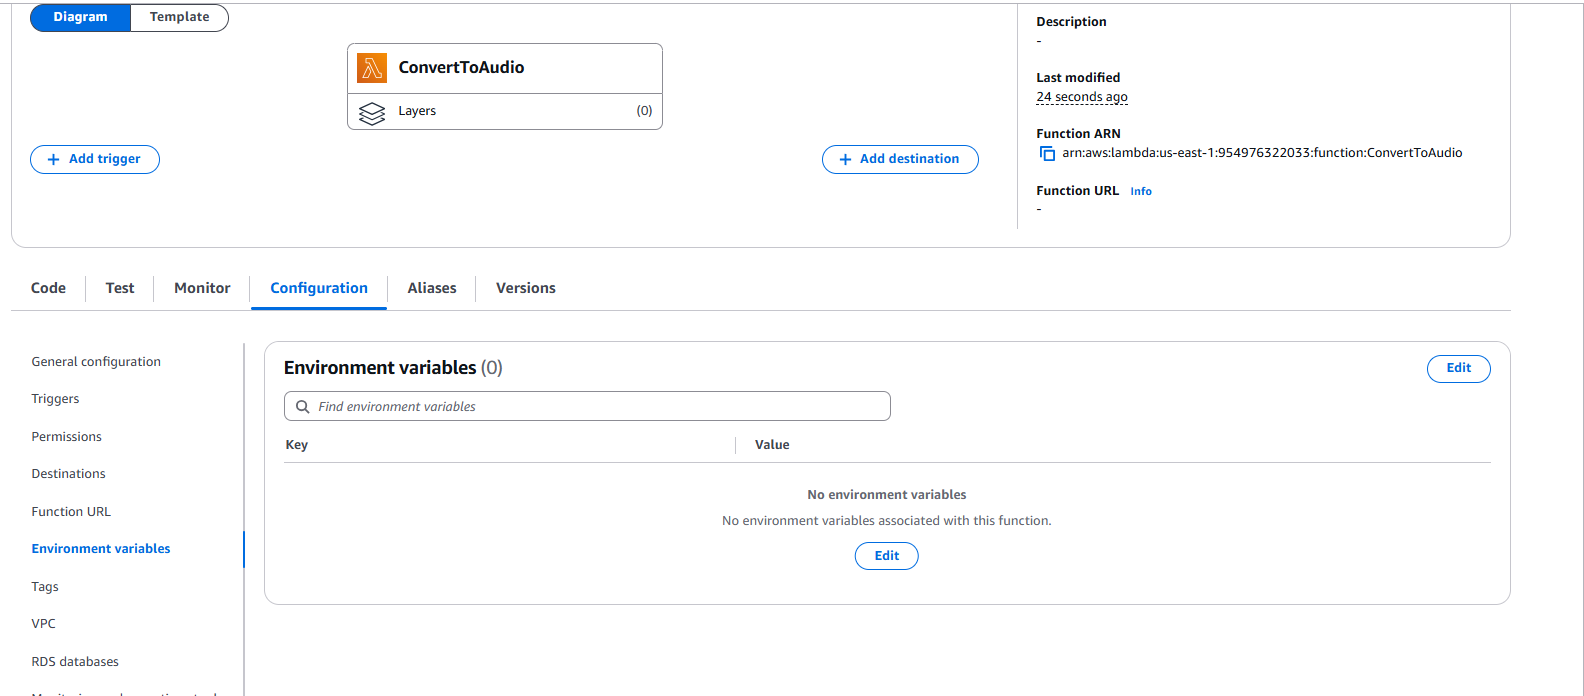 Diagram
Template
ConvertToAudio
Layers
(0)
Add trigger
Add destination
Description
-
Last modified
24 seconds ago
Function ARN
arn:aws:lambda:us-east-1:954976322033:function:ConvertToAudio
Function URL Info
-
Code
Test
Monitor
Configuration
Aliases
Versions
General configuration
Triggers
Permissions
Destinations
Function URL
Environment variables
Tags
VPC
RDS databases
Environment variables (0)
Edit
Find environment variables
Key
Value
No environment variables
No environment variables associated with this function.
Edit